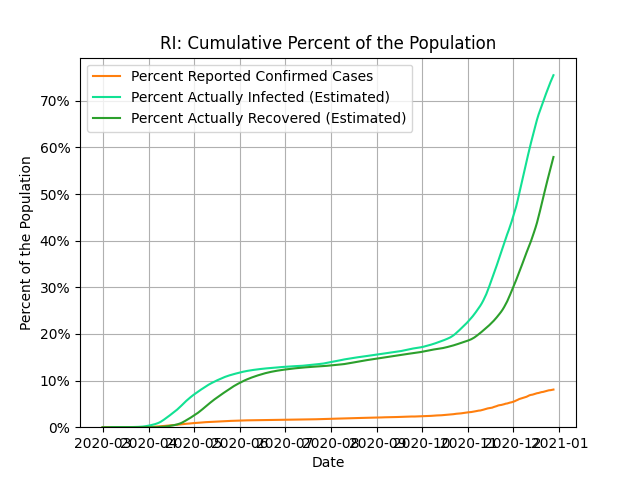 RI: Cumulative Percent of the Population
Percent Reported Confirmed Cases
Percent Actually Infected (Estimated)
Percent Actually Recovered (Estimated)
Percent of the Population
70%
60%
50%
40%
30%
20%
10%
0%
2020-03 2020-04 2020-05 2020-06 2020-07 2020-08 2020-09 2020-10 2020-11 2020-12 2021-01
Date